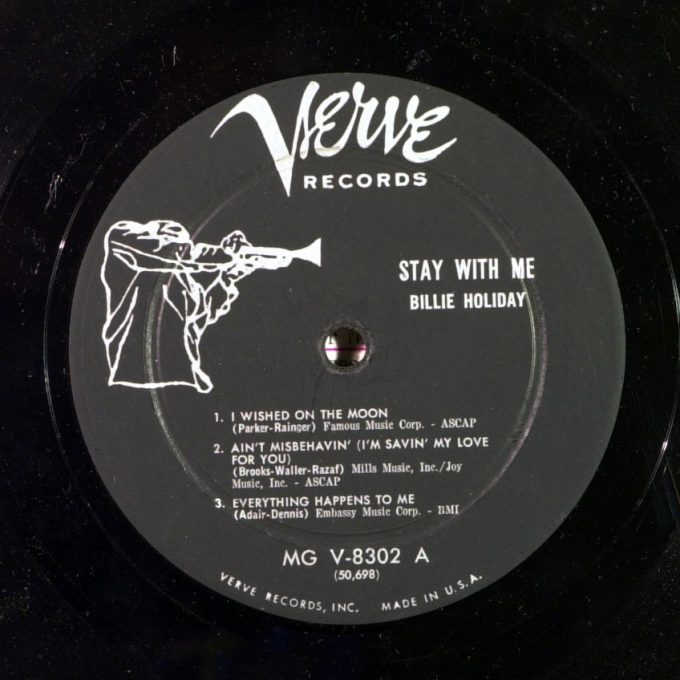 Verve
RECORDS
STAY WITH ME
BILLIE HOLIDAY
1. I WISHED ON THE MOON
(Parker-Rainger) Famous Music Corp. - ASCAP
2. AIN'T MISBEHAVIN' (I'M SAVIN' MY LOVE
FOR YOU)
(Brooks-Waller-Razaf) Mills Music, Inc./Joy
Music, Inc. - ASCAP
3. EVERYTHING HAPPENS TO ME
(Adair-Dennis) Embassy Music Corp. - BMI
MG V-8302 A
(50,698)
VERVE RECORDS, INC. MADE IN U.S.A.